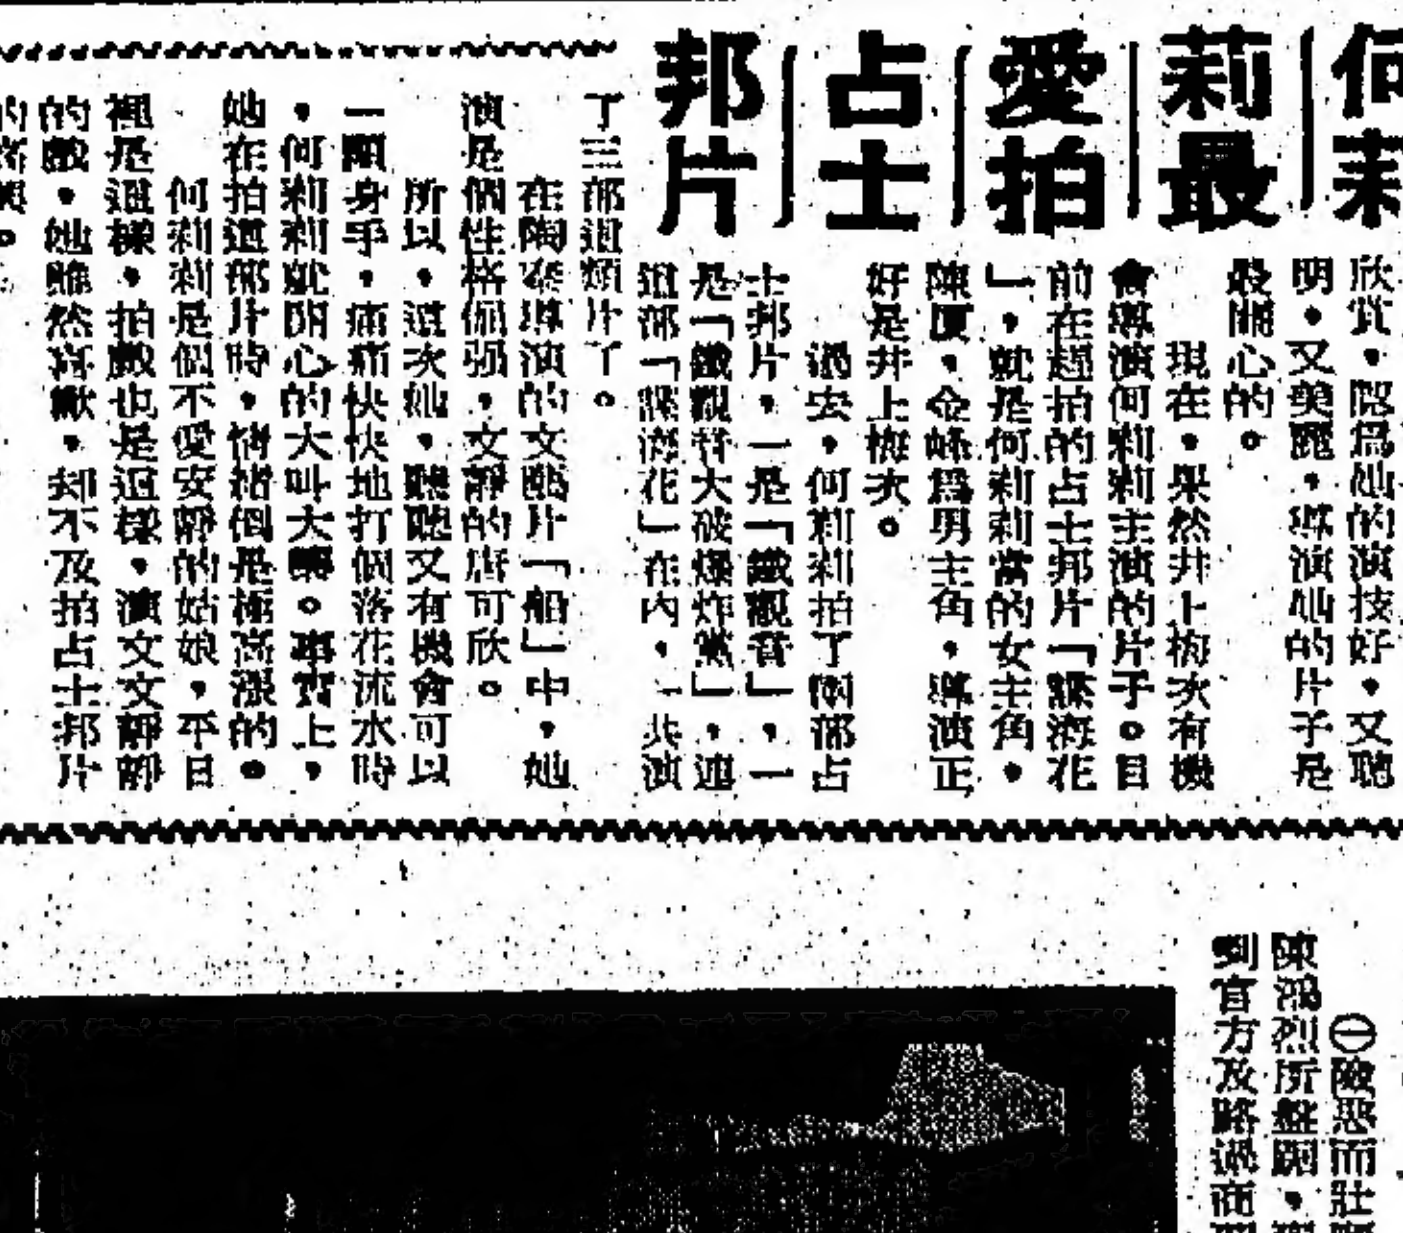 何莉
莉最
愛拍
占士
邦片
欣賞，認為她的演技好，又聰
明，又美麗，導演她的片子是
最開心的。
現在，果然井上梅次有機
會導演何莉莉主演的片子。目
前在趕拍的占士邦片「諜海花
」，就是何莉莉當的女主角，
陳厚，金峰爲男主角，導演正
好是井上梅次。
過去，何莉莉拍了兩部占
士邦片，一是「鐵觀音」，一
是「鐵觀音大破爆炸黨」，連
這部「諜海花」在內，一共演
了三部這類片了。
在陶秦導演的文藝片「船」中，她
演是個性格倔强，文靜的唐可欣。
所以，這次她，聽聽又有機會可以
一顯身手，痛痛快快地打個落花流水時
，何莉莉就開心的大叫大嚷。事實上，
她在拍這部片時，情緒倒是極高漲的。
何莉莉是個不愛安靜的姑娘，平日
裡是這樣，拍戲也是這樣，演文文靜靜
的戲，她雖然喜歡，却不及拍占士邦片
的
㊀險惡而壯
陳鴻烈所盤踞，
劉官方及路過商